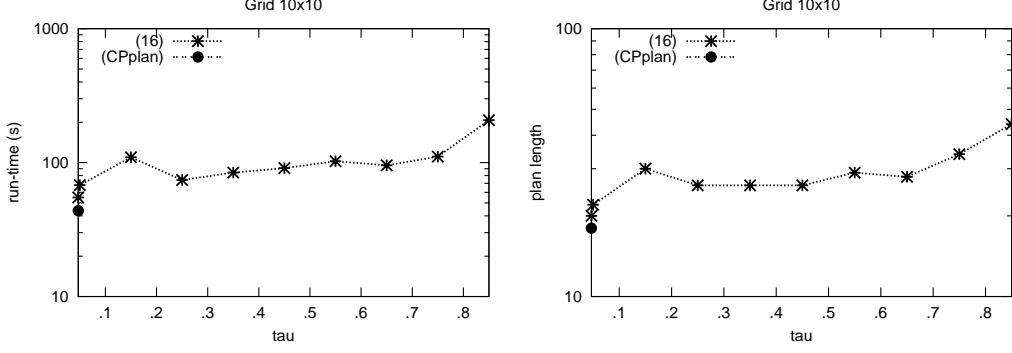 Grid 10x10
1000
100
10
run-time (s)
(16)
(CPplan)
.1 .2 .3 .4 .5 .6 .7 .8
tau
Grid 10x10
100
10
plan length
(16)
(CPplan)
.1 .2 .3 .4 .5 .6 .7 .8
tau